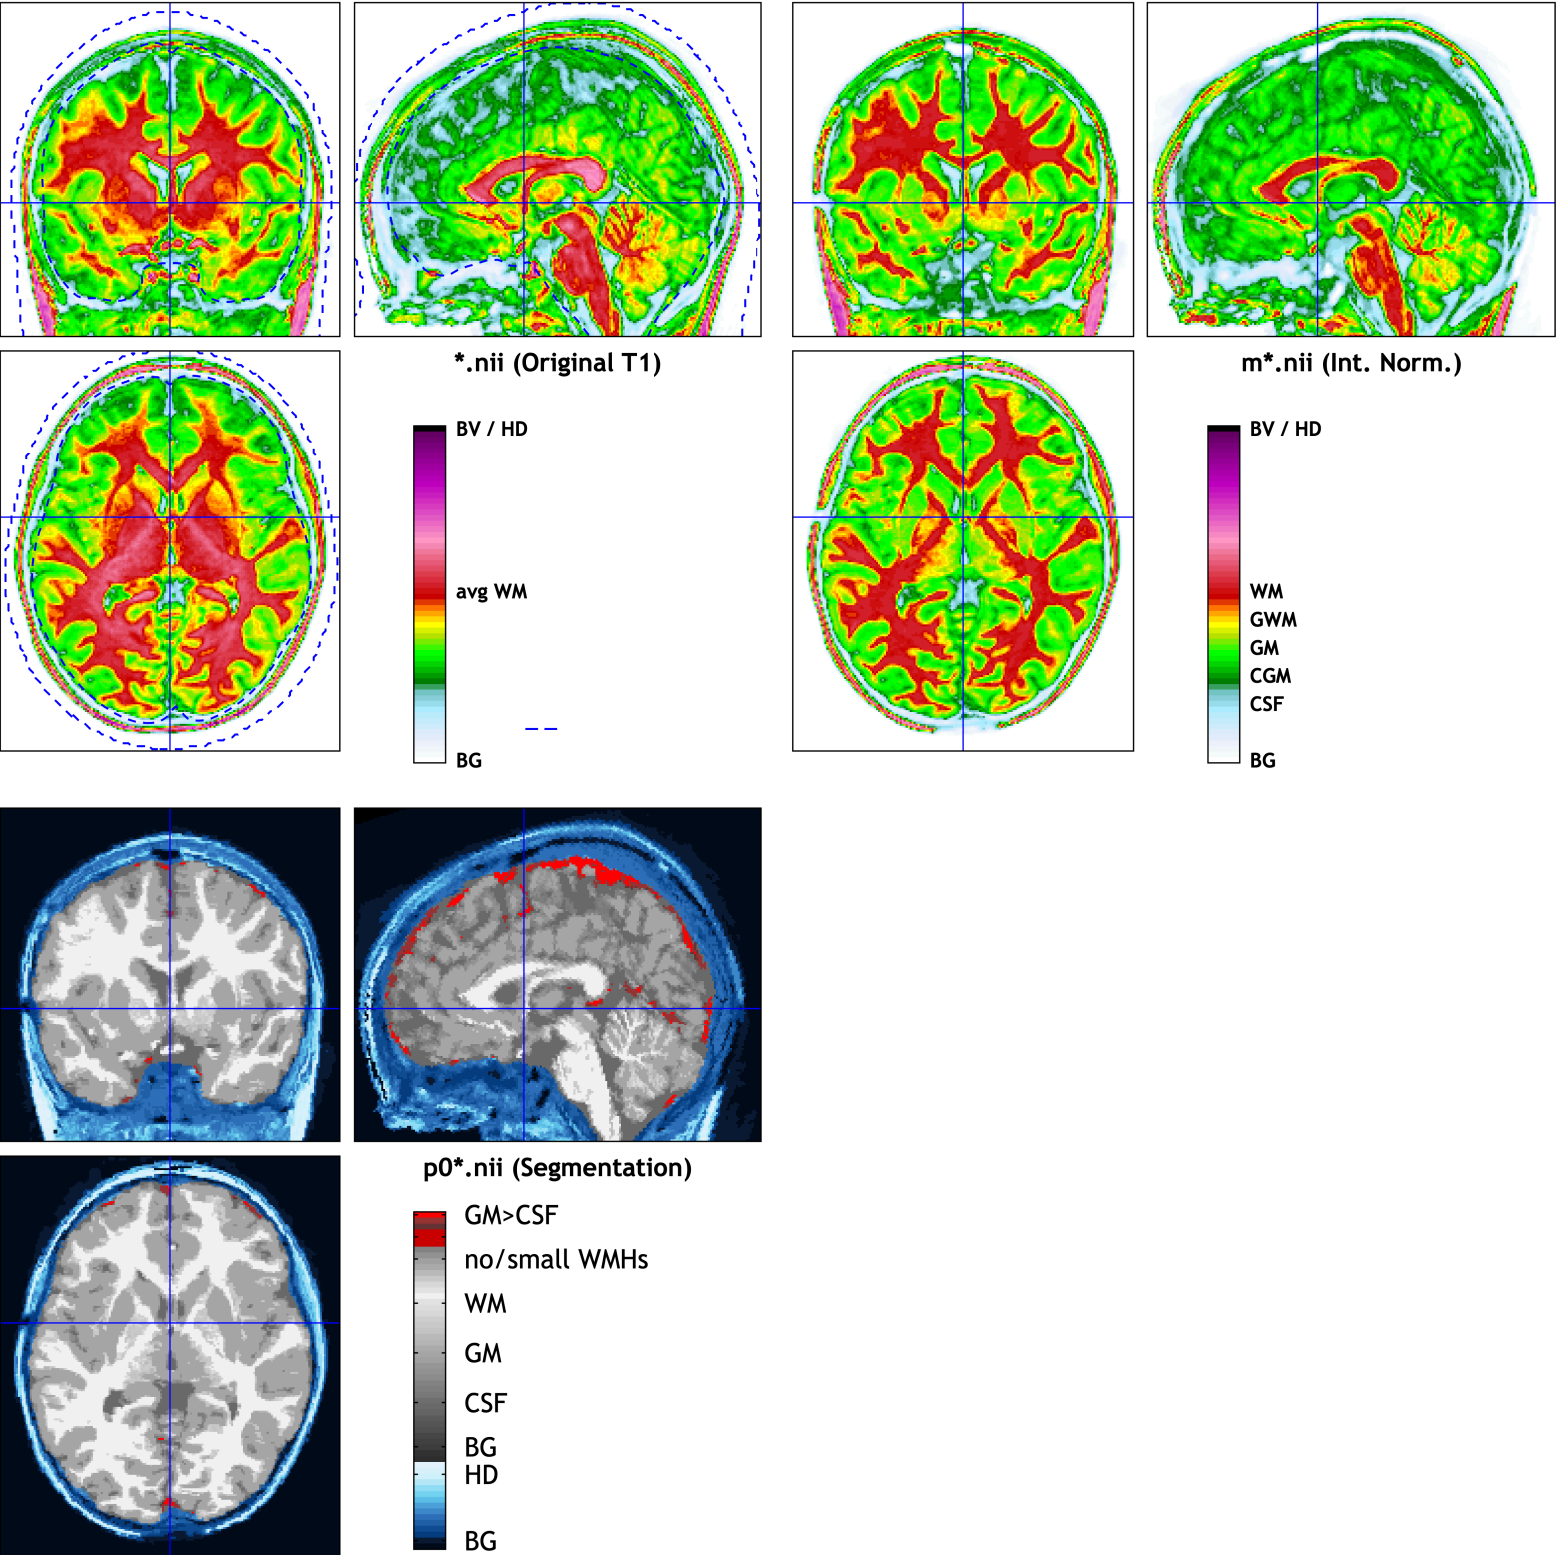 *.nii (Original T1)
BV / HD
avg WM
BG
m*.nii (Int. Norm.)
BV / HD
WM
GWM
GM
CGM
CSF
BG
p0*.nii (Segmentation)
GM>CSF
no/small WMHs
WM
GM
CSF
BG
HD
BG